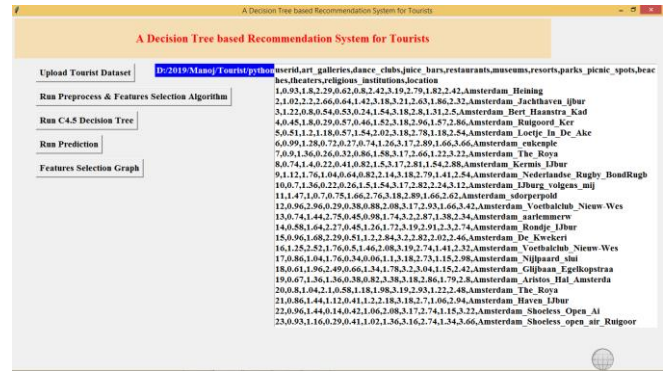 A Decision Tree based Recommendation System for Tourists
A Decision Tree based Recommendation System for Tourists
Upload Tourist Dataset
D:/2019/Manoj/Tourist/python
Run Preprocess & Features Selection Algorithm
Run C4.5 Decision Tree
Run Prediction
Features Selection Graph
userid,art_galleries,dance_clubs,juice_bars,restaurants,museums,resorts,parks_picnic_spots,beac
hes,theaters,religious_institutions,location
1,0.93,1.8,2.29,0.62,0.8,2.42,3.19,2.79,1.82,2.42,Amsterdam_Heining
2,1.02,2.2,2.66,0.64,1.42,3.18,3.21,2.63,1.86,2.32,Amsterdam_Jachthaven_ijbur
3,1.22,0.8,0.54,0.53,0.24,1.54,3.18,2.8,1.31,2.5,Amsterdam_Bert_Haanstra_Kad
4,0.45,1.8,0.29,0.57,0.46,1.52,3.18,2.96,1.57,2.86,Amsterdam_Ruigoord_Ker
5,0.51,1.2,1.18,0.57,1.54,2.02,3.18,2.78,1.18,2.54,Amsterdam_Loetje_In_De_Ake
6,0.99,1.28,0.72,0.27,0.74,1.26,3.17,2.89,1.66,3.66,Amsterdam_eukenple
7,0.9,1.36,0.26,0.32,0.86,1.58,3.17,2.66,1.22,3.22,Amsterdam_The_Roya
8,0.74,1.4,0.22,0.41,0.82,1.5,3.17,2.81,1.54,2.88,Amsterdam_Kermis_IJbur
9,1.12,1.76,1.04,0.64,0.82,2.14,3.18,2.79,1.41,2.54,Amsterdam_Nederlandse_Rugby_BondRugb
10,0.7,1.36,0.22,0.26,1.5,1.54,3.17,2.82,2.24,3.12,Amsterdam_IJburg_volgens_mij
11,1.47,1,0.7,0.75,1.66,2.76,3.18,2.89,1.66,2.62,Amsterdam_sdorperpold
12,0.96,2.96,0.29,0.38,0.88,2.08,3.17,2.93,1.66,3.42,Amsterdam_Voetbalclub_Nieuw-Wes
13,0.74,1.44,2.75,0.45,0.98,1.74,3.2,2.87,1.38,2.34,Amsterdam_aarlemmerw
14,0.58,1.64,2.27,0.45,1.26,1.72,3.19,2.91,2.3,2.74,Amsterdam_Rondje_IJbur
15,0.96,1.68,2.29,0.51,1.2,2.84,3.2,2.82,2.02,2.46,Amsterdam_De_Kwekeri
16,1.25,2.52,1.76,0.5,1.46,2.08,3.19,2.74,1.41,2.32,Amsterdam_Voetbalclub_Nieuw-Wes
17,0.86,1.04,1.76,0.34,0.06,1.1,3.18,2.73,1.15,2.98,Amsterdam_Nijlpaard_slui
18,0.61,1.96,2.49,0.66,1.34,1.78,3.2,3.04,1.15,2.42,Amsterdam_Glijbaan_Egelkopstraa
19,0.67,1.36,1.36,0.38,0.82,3.38,3.18,2.86,1.79,2.8,Amsterdam_Aristos_Hal_Amsterda
20,0.8,1.04,2.1,0.58,1.18,1.98,3.19,2.93,1.22,2.48,Amsterdam_The_Roya
21,0.86,1.44,1.12,0.41,1.2,2.18,3.18,2.7,1.06,2.94,Amsterdam_Haven_IJbur
22,0.96,1.44,0.14,0.42,1.06,2.08,3.17,2.74,1.15,3.22,Amsterdam_Shoeless_Open_Ai
23,0.93,1.16,0.29,0.41,1.02,1.36,3.16,2.74,1.34,3.66,Amsterdam_Shoeless_open_air_Ruigoor